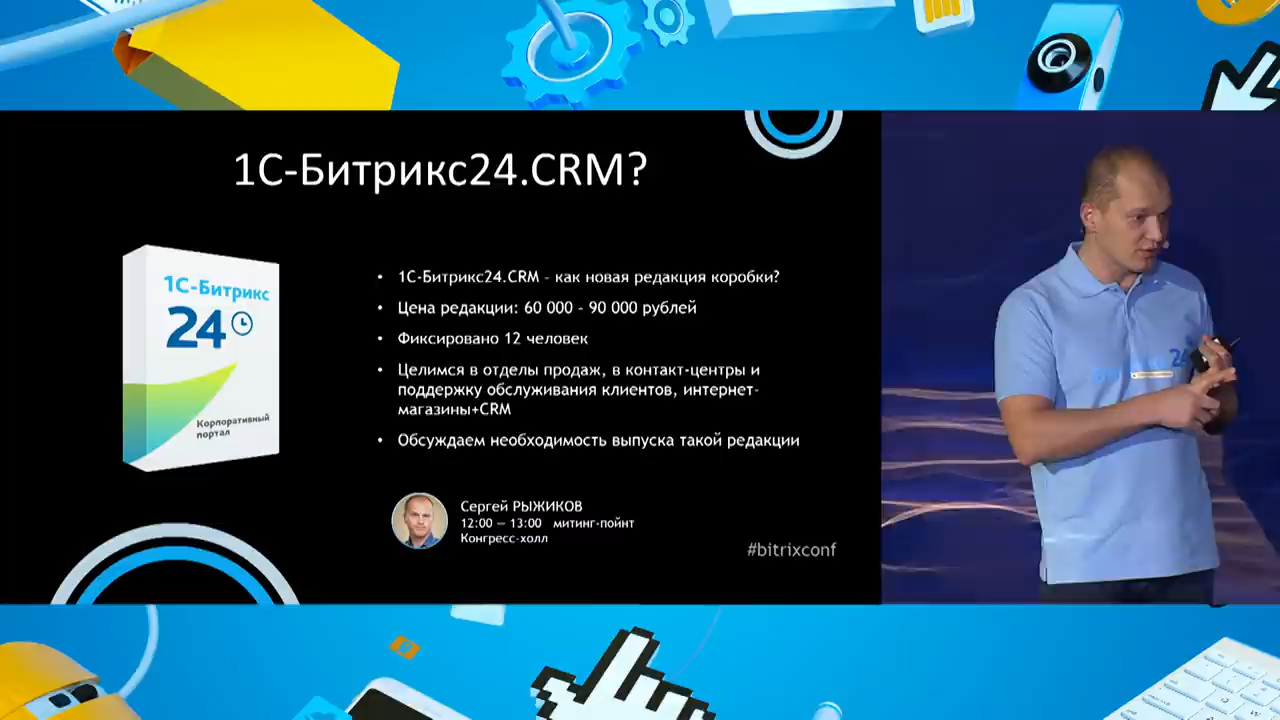 1С-Битрикс24.CRM?
1С-Битрикс
24
Корпоративный
портал
• 1С-Битрикс24.CRM - как новая редакция коробки?
• Цена редакции: 60 000 - 90 000 рублей
• Фиксировано 12 человек
• Целимся в отделы продаж, в контакт-центры и
поддержку обслуживания клиентов, интернет-
магазины+CRM
• Обсуждаем необходимость выпуска такой редакции
Сергей РЫЖИКОВ
12:00 — 13:00 митинг-пойнт
Конгресс-холл
#bitrixconf
24